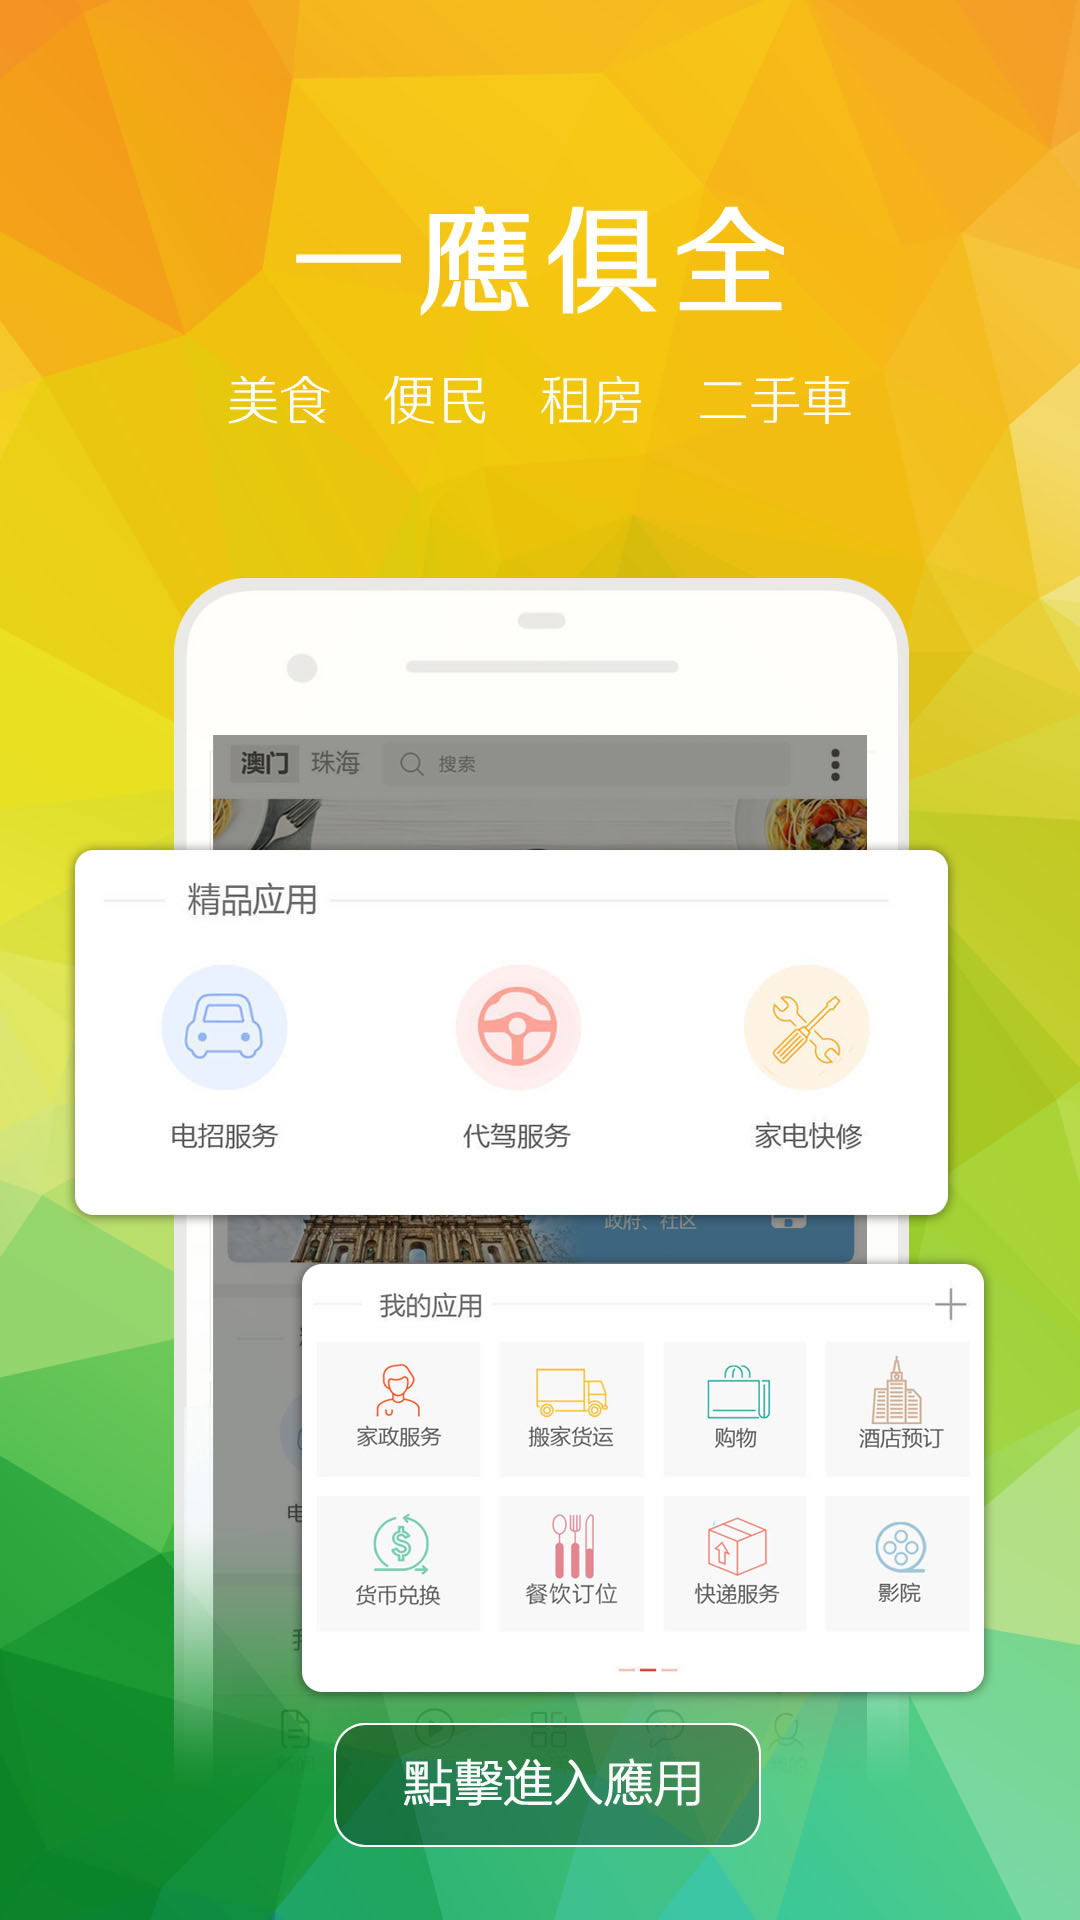 一應俱全
美食 便民 租房 二手車
澳门 珠海 搜索
精品应用
电招服务 代驾服务 家电快修
政府、社区
我的应用
家政服务 搬家货运 购物 酒店预订
货币兑换 餐饮订位 快递服务 影院
點擊進入應用